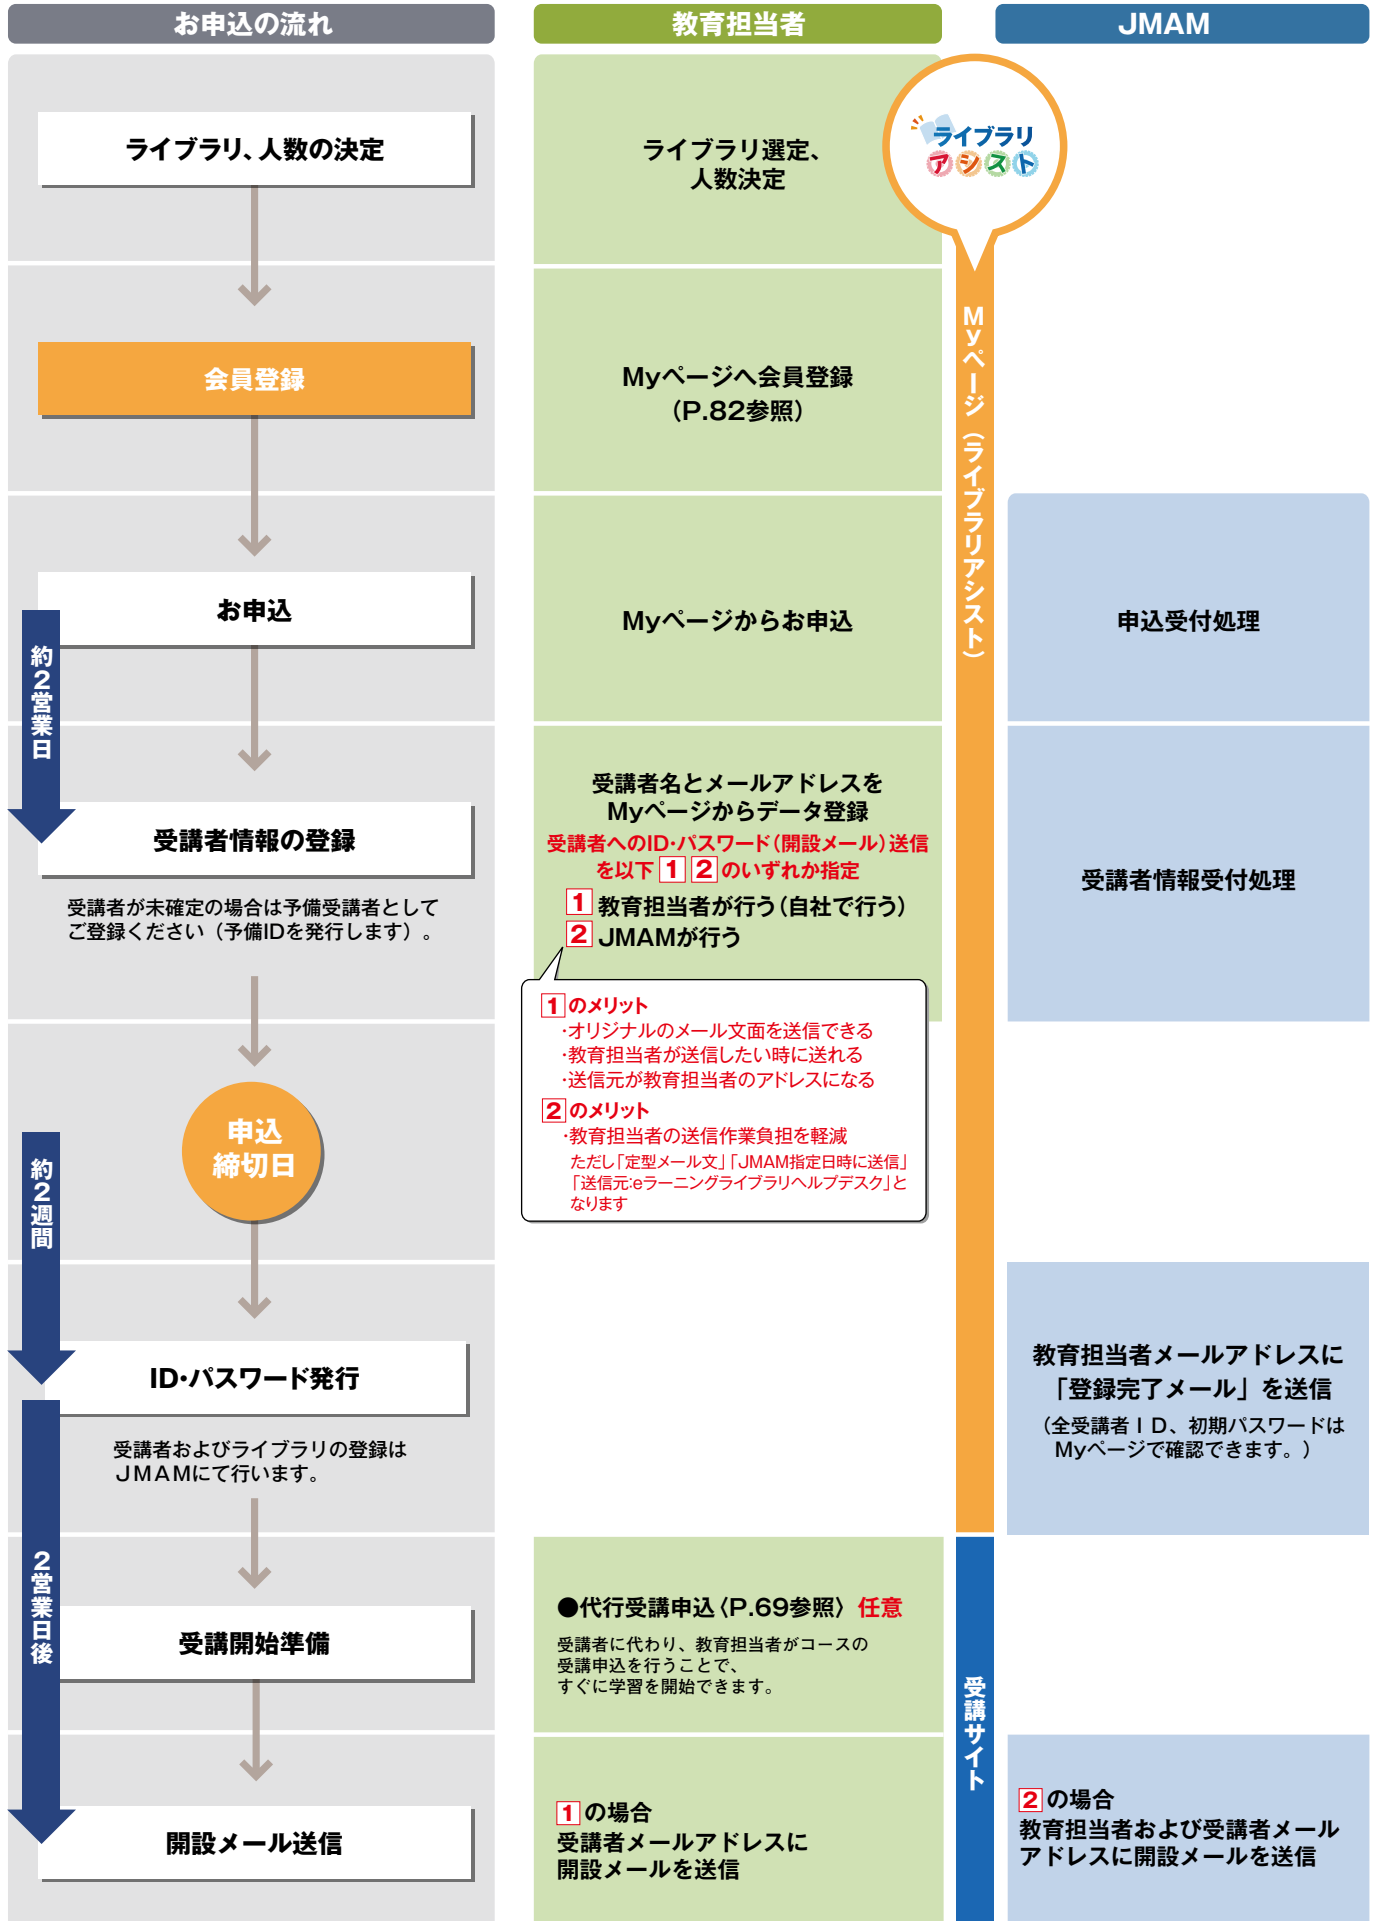 お申込の流れ
教育担当者
JMAM
ライブラリ、人数の決定
ライブラリ選定、
人数決定
ライブラリ
アシスト
会員登録
Myページへ会員登録
（P.82参照）
Myページ（ライブラリアシスト）
お申込
Myページからお申込
申込受付処理
約2営業日
受講者情報の登録
受講者が未確定の場合は予備受講者として
ご登録ください（予備IDを発行します）。
受講者名とメールアドレスを
Myページからデータ登録
受講者へのID・パスワード（開設メール）送信
を以下 1 2 のいずれか指定
1 教育担当者が行う（自社で行う）
2 JMAMが行う
受講者情報受付処理
1のメリット
・オリジナルのメール文面を送信できる
・教育担当者が送信したい時に送れる
・送信元が教育担当者のアドレスになる
2のメリット
・教育担当者の送信作業負担を軽減
ただし「定型メール文」「JMAM指定日時に送信」
「送信元:eラーニングライブラリヘルプデスク」と
なります
申込
締切日
約2週間
ID・パスワード発行
受講者およびライブラリの登録は
ＪＭＡＭにて行います。
教育担当者メールアドレスに
「登録完了メール」を送信
（全受講者ＩＤ、初期パスワードは
Myページで確認できます。）
2営業日後
受講開始準備
●代行受講申込〈P.69参照〉 任意
受講者に代わり、教育担当者がコースの
受講申込を行うことで、
すぐに学習を開始できます。
受講サイト
開設メール送信
1の場合
受講者メールアドレスに
開設メールを送信
2の場合
教育担当者および受講者メール
アドレスに開設メールを送信